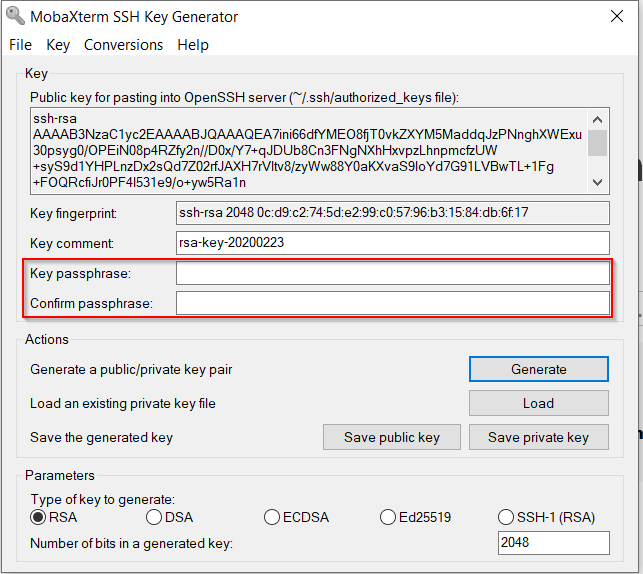 MobaXterm SSH Key Generator
File Key Conversions Help
Key
Public key for pasting into OpenSSH server (~/.ssh/authorized_keys file):
ssh-rsa
AAAAB3NzaC1yc2EAAAABJQAAAQEA7ini66dfYMEO8fjT0vkZXYM5MaddqJzPNnghXWExu
30psyg0/OPEiN08p4RZfy2n//D0x/Y7+qJDUb8Cn3FNgNXhHxvpzLhnpmcfzUW
+syS9d1YHPLnzDx2sQd7Z02rfJAXH7rVltv8/zyWw88Y0aKXvaS9loYd7G91LVBwTL+1Fg
+FOQRcfiJr0PF4I531e9/o+yw5Ra1n
Key fingerprint: ssh-rsa 2048 0c:d9:c2:74:5d:e2:99:c0:57:96:b3:15:84:db:6f:17
Key comment: rsa-key-20200223
Key passphrase:
Confirm passphrase:
Actions
Generate a public/private key pair Generate
Load an existing private key file Load
Save the generated key Save public key Save private key
Parameters
Type of key to generate:
RSA DSA ECDSA Ed25519 SSH-1 (RSA)
Number of bits in a generated key: 2048